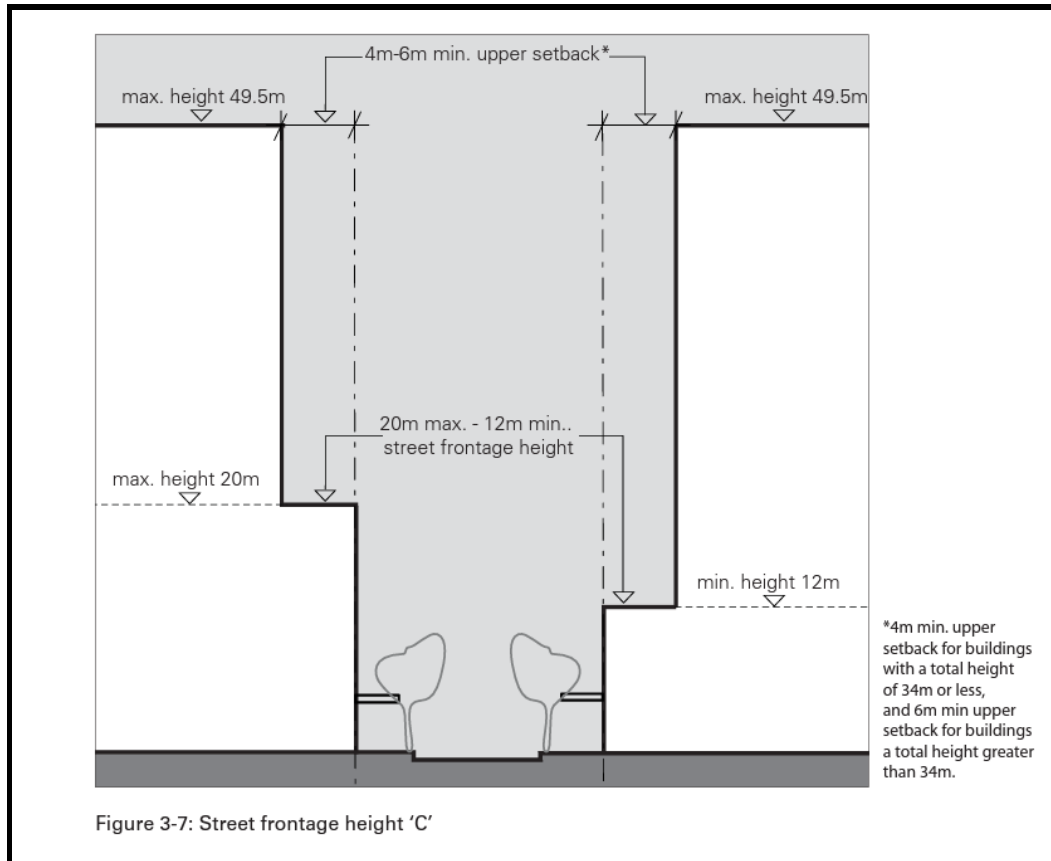 4m-6m min. upper setback*
max. height 49.5m
max. height 49.5m
20m max. - 12m min..
street frontage height
max. height 20m
min. height 12m
*4m min. upper
setback for buildings
with a total height
of 34m or less,
and 6m min upper
setback for buildings
a total height greater
than 34m.
Figure 3-7: Street frontage height ‘C’